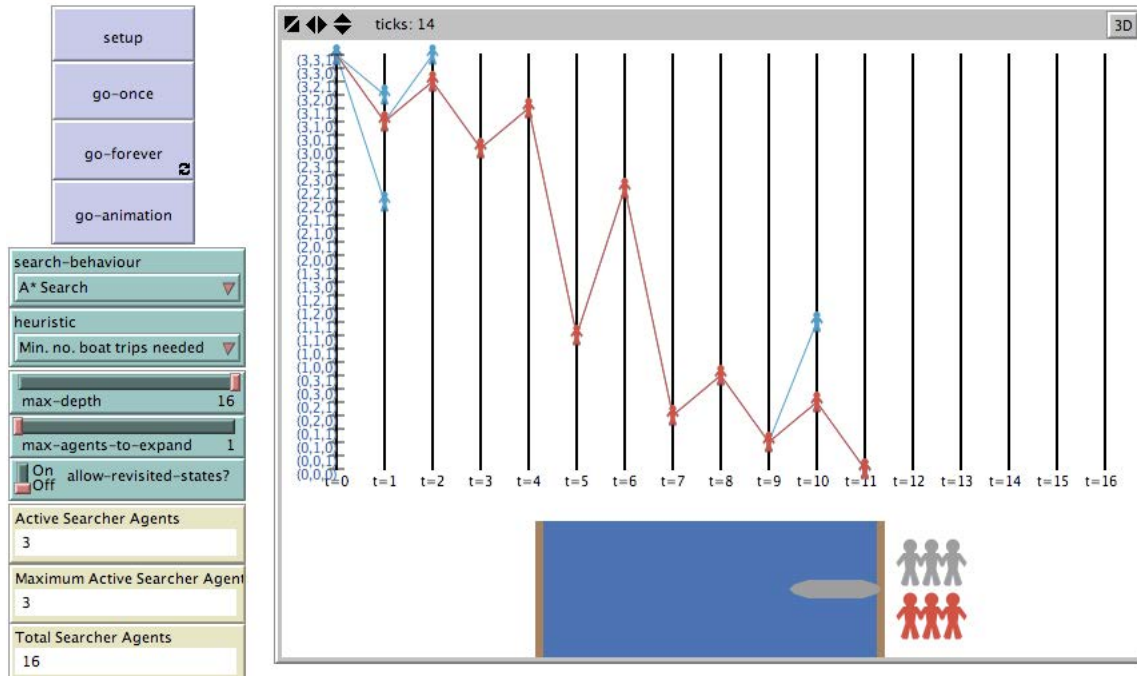 setup
go-once
go-forever
go-animation
search-behaviour
A* Search
heuristic
Min. no. boat trips needed
max-depth 16
max-agents-to-expand 1
On
Off
allow-revisited-states?
Active Searcher Agents
3
Maximum Active Searcher Agent
3
Total Searcher Agents
16
ticks: 14
3D
(3,3,1)
(3,3,0)
(3,2,1)
(3,2,0)
(3,1,1)
(3,1,0)
(3,0,1)
(3,0,0)
(2,3,1)
(2,3,0)
(2,2,1)
(2,2,0)
(2,1,1)
(2,1,0)
(2,0,1)
(2,0,0)
(1,3,1)
(1,3,0)
(1,2,1)
(1,2,0)
(1,1,1)
(1,1,0)
(1,0,1)
(1,0,0)
(0,3,1)
(0,3,0)
(0,2,1)
(0,2,0)
(0,1,1)
(0,1,0)
(0,0,1)
(0,0,0)
t=0 t=1 t=2 t=3 t=4 t=5 t=6 t=7 t=8 t=9 t=10 t=11 t=12 t=13 t=14 t=15 t=16